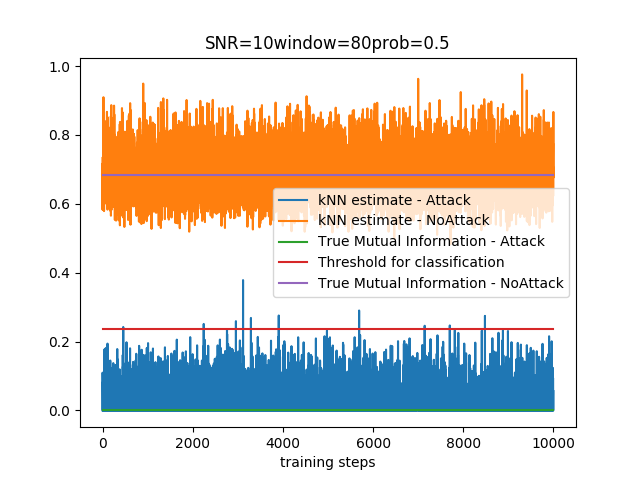 SNR=10window=80prob=0.5
1.0
0.8
0.6
0.4
0.2
0.0
kNN estimate - Attack
kNN estimate - NoAttack
True Mutual Information - Attack
Threshold for classification
True Mutual Information - NoAttack
0 2000 4000 6000 8000 10000
training steps